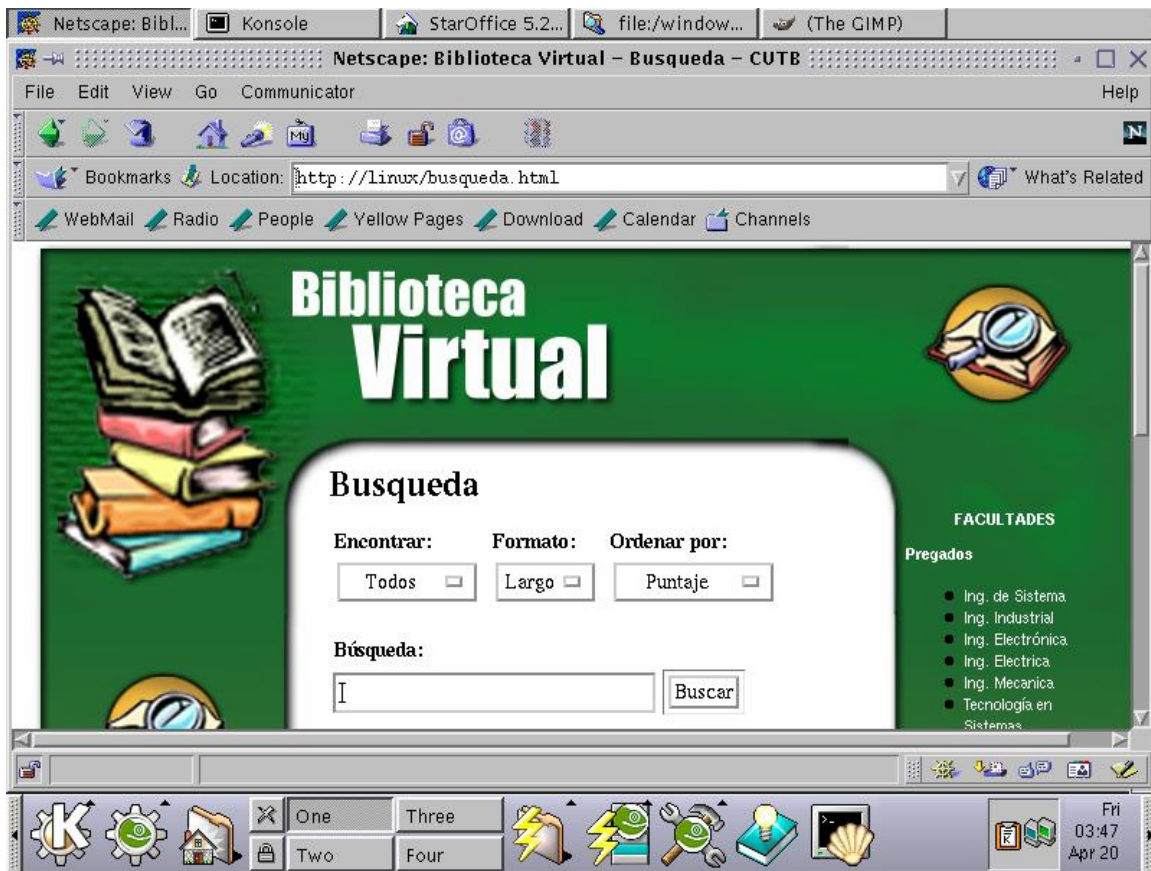 Netscape: Bibl... Konsole StarOffice 5.2... file:/window... (The GIMP)
Netscape: Biblioteca Virtual – Busqueda – CUTB
File Edit View Go Communicator Help
My N
Bookmarks Location: http://linux/busqueda.html What's Related
WebMail Radio People Yellow Pages Download Calendar Channels
Biblioteca
Virtual
Busqueda
Encontrar: Formato: Ordenar por:
Todos Largo Puntaje
Búsqueda:
Buscar
FACULTADES
Pregados
Ing. de Sistema
Ing. Industrial
Ing. Electrónica
Ing. Electrica
Ing. Mecanica
Tecnología en
Sistemas
K
One Three
Two Four
Fri
03:47
Apr 20